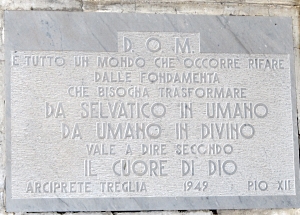 D. O. M.
È TUTTO UN MONDO CHE OCCORRE RIFARE
DALLE FONDAMENTA
CHE BISOGNA TRASFORMARE
DA SELVATICO IN UMANO
DA UMANO IN DIVINO
VALE A DIRE SECONDO
IL CUORE DI DIO
ARCIPRETE TREGLIA 1949 PIO XII